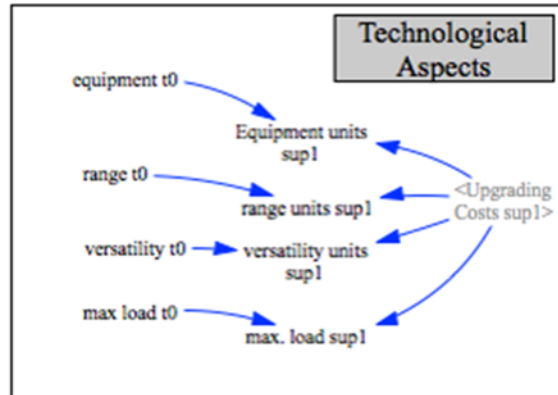 Technological
Aspects
equipment t0
Equipment units
sup1
range t0
<Upgrading
Costs sup1>
range units sup1
versatility t0
versatility units
sup1
max load t0
max. load sup1